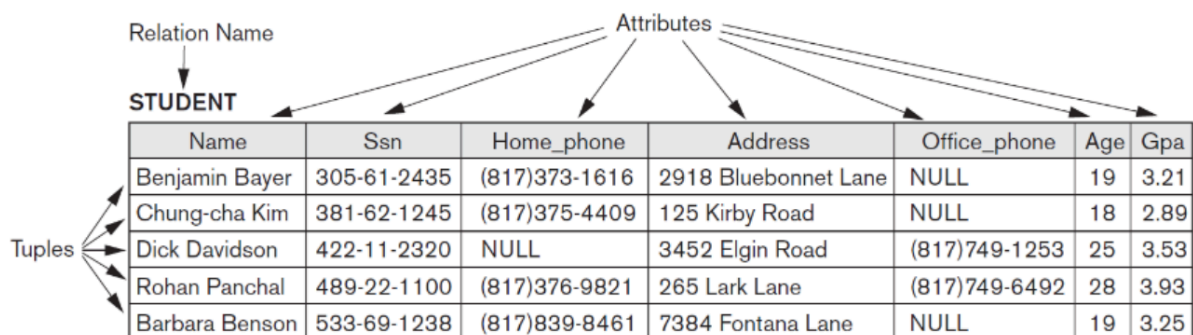 Attributes
Relation Name
STUDENT
Name Ssn Home_phone Address Office_phone Age Gpa
Benjamin Bayer 305-61-2435 (817)373-1616 2918 Bluebonnet Lane NULL 19 3.21
Chung-cha Kim 381-62-1245 (817)375-4409 125 Kirby Road NULL 18 2.89
Tuples Dick Davidson 422-11-2320 NULL 3452 Elgin Road (817)749-1253 25 3.53
Rohan Panchal 489-22-1100 (817)376-9821 265 Lark Lane (817)749-6492 28 3.93
Barbara Benson 533-69-1238 (817)839-8461 7384 Fontana Lane NULL 19 3.25